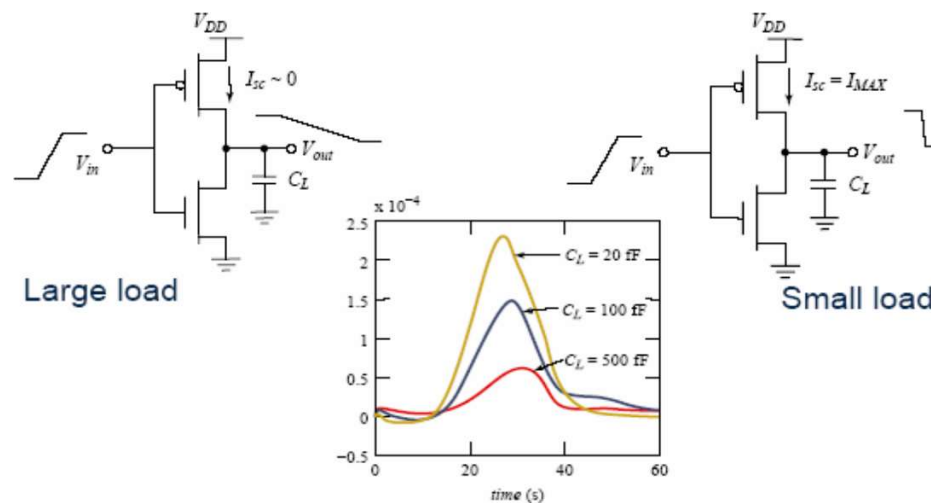 V_DD
I_sc ~ 0
V_in
V_out
C_L
Large load
V_DD
I_sc = I_MAX
V_in
V_out
C_L
Small load
x 10^-4
2.5
2
1.5
1
0.5
0
−0.5
0
20
40
60
time (s)
C_L = 20 fF
C_L = 100 fF
C_L = 500 fF